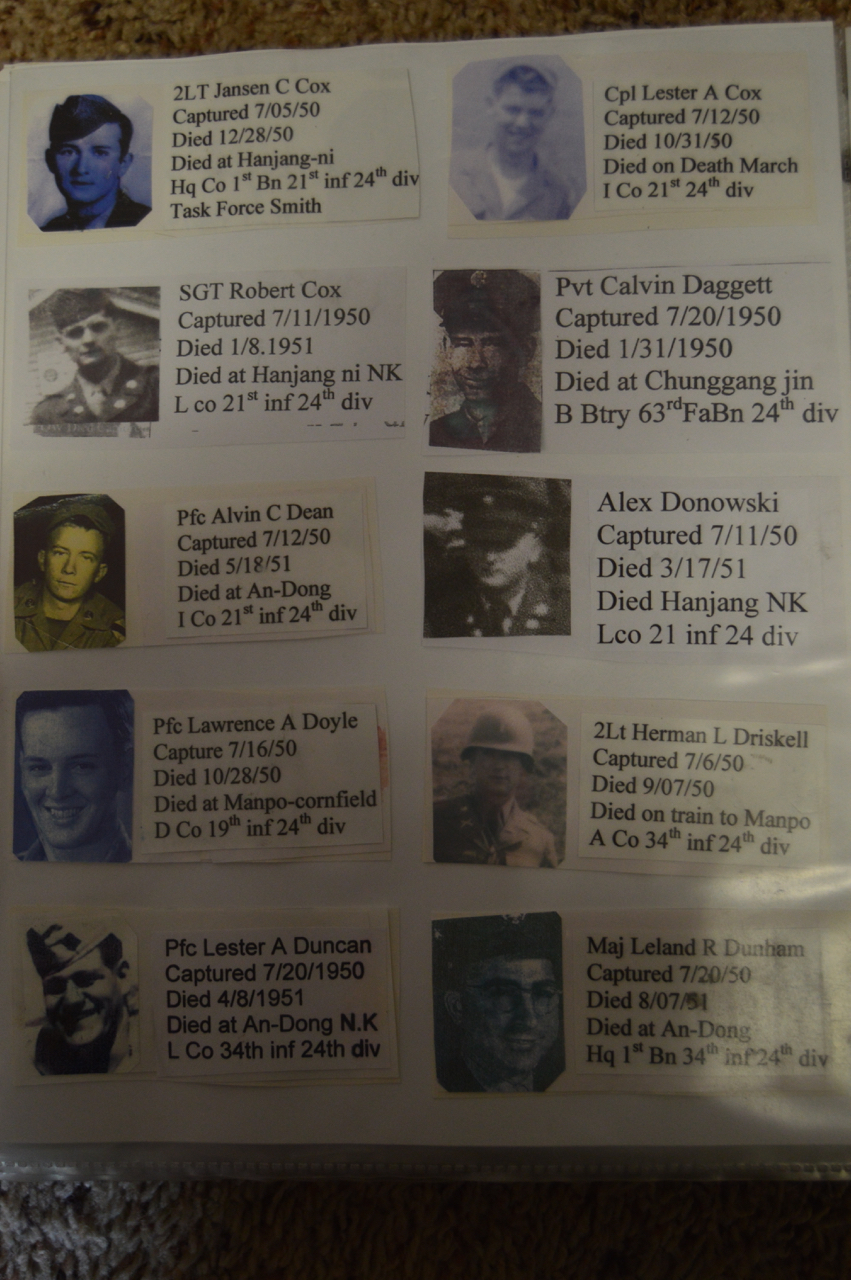 2LT Jansen C Cox
Captured 7/05/50
Died 12/28/50
Died at Hanjang-ni
Hq Co 1st Bn 21st inf 24th div
Task Force Smith
Cpl Lester A Cox
Captured 7/12/50
Died 10/31/50
Died on Death March
I Co 21st 24th div
SGT Robert Cox
Captured 7/11/1950
Died 1/8.1951
Died at Hanjang ni NK
L co 21st inf 24th div
Pvt Calvin Daggett
Captured 7/20/1950
Died 1/31/1950
Died at Chunggang jin
B Btry 63rdFaBn 24th div
Pfc Alvin C Dean
Captured 7/12/50
Died 5/18/51
Died at An-Dong
I Co 21st inf 24th div
Alex Donowski
Captured 7/11/50
Died 3/17/51
Died Hanjang NK
Lco 21 inf 24 div
Pfc Lawrence A Doyle
Capture 7/16/50
Died 10/28/50
Died at Manpo-cornfield
D Co 19th inf 24th div
2Lt Herman L Driskell
Captured 7/6/50
Died 9/07/50
Died on train to Manpo
A Co 34th inf 24th div
Pfc Lester A Duncan
Captured 7/20/1950
Died 4/8/1951
Died at An-Dong N.K
L Co 34th inf 24th div
Maj Leland R Dunham
Captured 7/20/50
Died 8/07/51
Died at An-Dong
Hq 1st Bn 34th inf 24th div